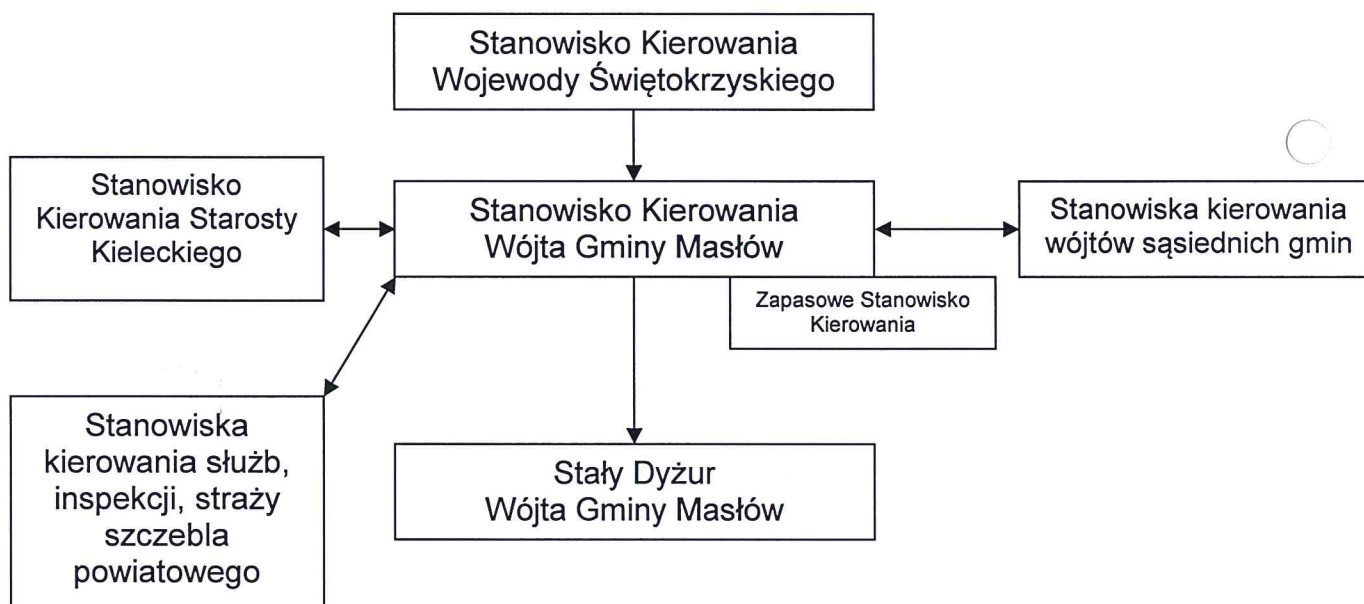 Stanowisko Kierowania
Wojewody Świętokrzyskiego
Stanowisko
Kierowania Starosty
Kieleckiego
Stanowisko Kierowania
Wójta Gminy Masłów
Stanowiska kierowania
wójtów sąsiednich gmin
Zapasowe Stanowisko
Kierowania
Stanowiska
kierowania służb,
inspekcji, straży
szczebla
powiatowego
Stały Dyżur
Wójta Gminy Masłów